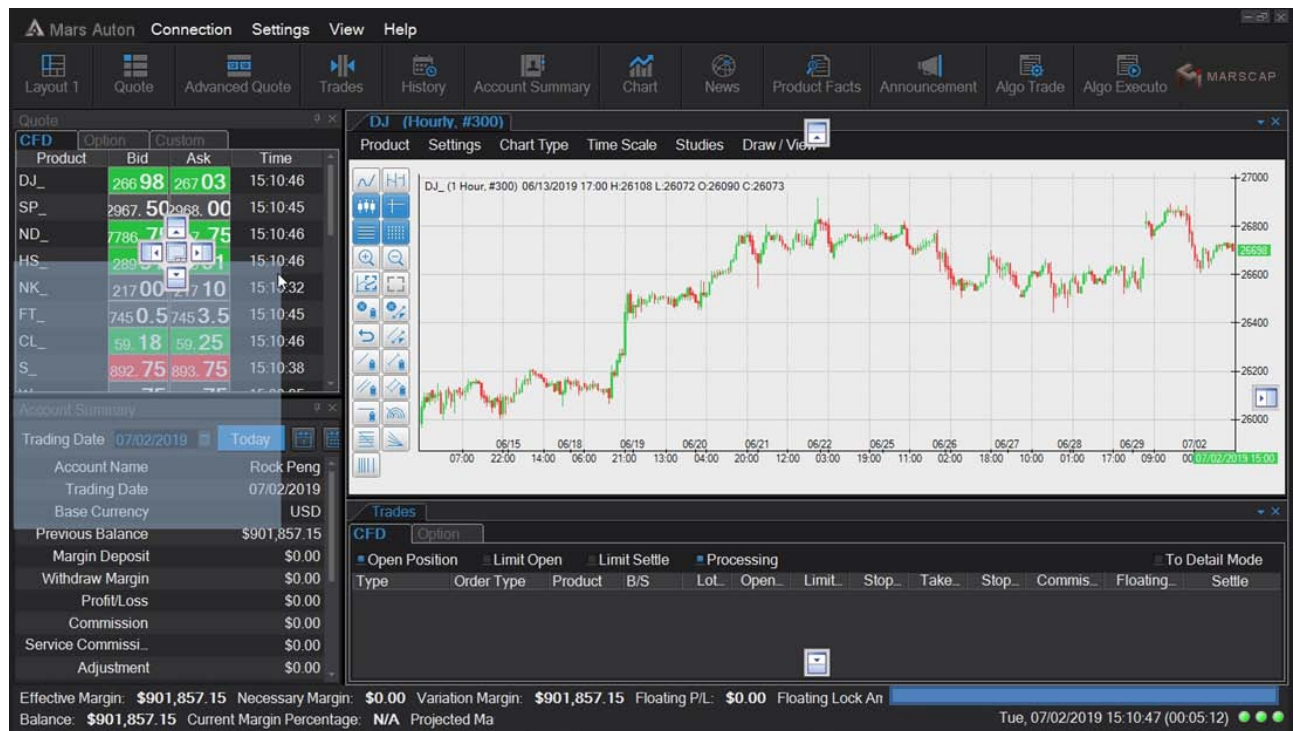 Mars Auton Connection Settings View Help
Layout 1 Quote Advanced Quote Trades History Account Summary Chart News Product Facts Announcement Algo Trade Algo Executo MARSCAP
Quote
CFD Option Custom
Product Bid Ask Time
DJ_ 266 98 267 03 15:10:46
SP_ 2967. 50 2968. 00 15:10:45
ND_ 7786. 75 75 15:10:46
HS_ 15:10:46
NK_ 217 00 217 10 15:10:32
FT_ 745 0.5 745 3.5 15:10:45
CL_ 59. 18 59. 25 15:10:46
S_ 892. 75 893. 75 15:10:38
Account Summary
Trading Date 07/02/2019 Today
Account Name Rock Peng
Trading Date 07/02/2019
Base Currency USD
Previous Balance $901,857.15
Margin Deposit $0.00
Withdraw Margin $0.00
Profit/Loss $0.00
Commission $0.00
Service Commissi... $0.00
Adjustment $0.00
DJ (Hourly, #300)
Product Settings Chart Type Time Scale Studies Draw / View
DJ_ (1 Hour, #300) 06/13/2019 17:00 H:26108 L:26072 O:26090 C:26073
27000
26800
26698
26600
26400
26200
26000
06/15 06/18 06/19 06/20 06/21 06/22 06/25 06/26 06/27 06/28 06/29 07/02
07:00 22:00 14:00 06:00 21:00 13:00 04:00 20:00 12:00 03:00 19:00 11:00 02:00 18:00 10:00 01:00 17:00 09:00 07/02/2019 15:00
Trades
CFD Option
Open Position Limit Open Limit Settle Processing To Detail Mode
Type Order Type Product B/S Lot... Open... Limit... Stop... Take... Stop... Commis... Floating... Settle
Effective Margin: $901,857.15 Necessary Margin: $0.00 Variation Margin: $901,857.15 Floating P/L: $0.00 Floating Lock
Balance: $901,857.15 Current Margin Percentage: N/A Projected Ma
Tue, 07/02/2019 15:10:47 (00:05:12)